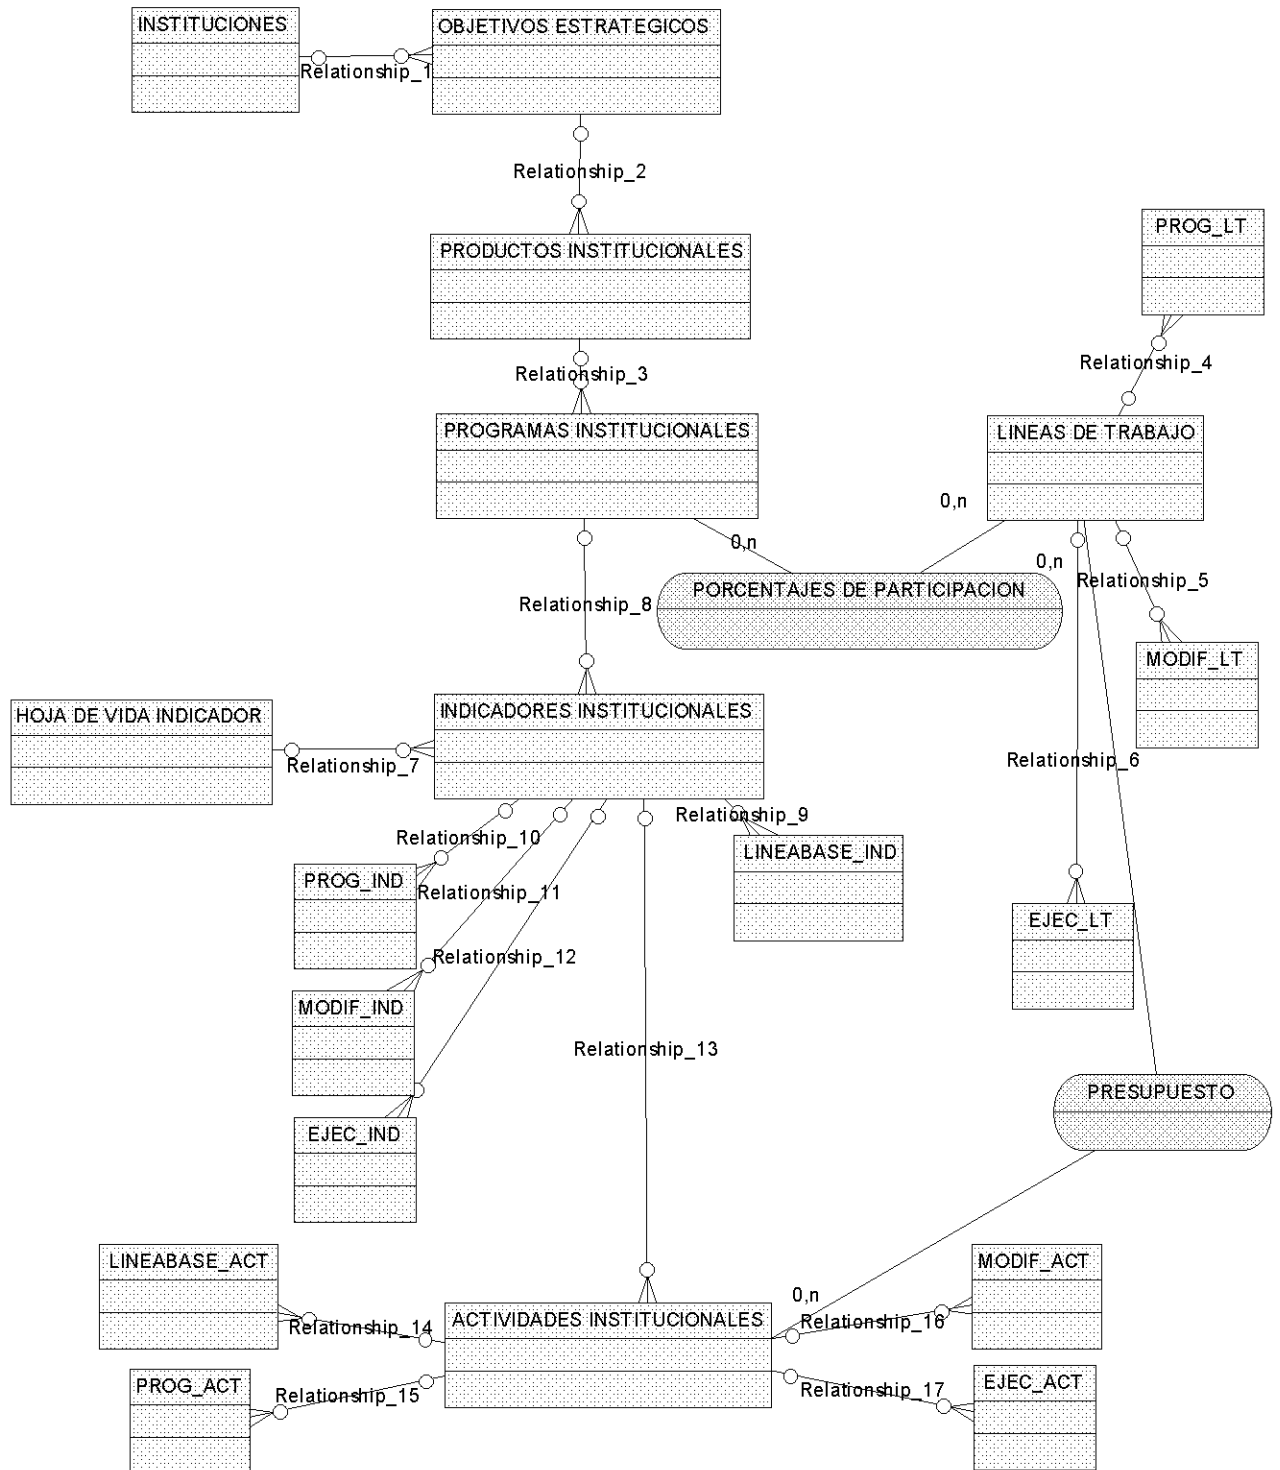 INSTITUCIONES
OBJETIVOS ESTRATEGICOS
Relationship_1
Relationship_2
PRODUCTOS INSTITUCIONALES
PROG_LT
Relationship_3
Relationship_4
PROGRAMAS INSTITUCIONALES
LINEAS DE TRABAJO
0,n
0,n
0,n
PORCENTAJES DE PARTICIPACION
Relationship_5
Relationship_8
MODIF_LT
HOJA DE VIDA INDICADOR
INDICADORES INSTITUCIONALES
Relationship_7
Relationship_6
Relationship_9
Relationship_10
LINEABASE_IND
PROG_IND
Relationship_11
EJEC_LT
Relationship_12
MODIF_IND
Relationship_13
PRESUPUESTO
EJEC_IND
LINEABASE_ACT
MODIF_ACT
0,n
ACTIVIDADES INSTITUCIONALES
Relationship_14
Relationship_16
PROG_ACT
Relationship_15
Relationship_17
EJEC_ACT